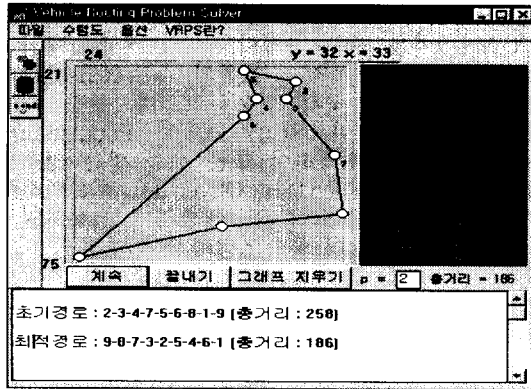 Vehicle Routing Problem Solver
파일 수렴도 옵션 VRPS란?
24 y = 32 x = 33
21
75
계속 끝내기 그래프 지우기 p = 2 총거리 = 186
초기경로 : 2-3-4-7-5-6-8-1-9 (총거리 : 258)
최적경로 : 9-8-7-3-2-5-4-6-1 (총거리 : 186)